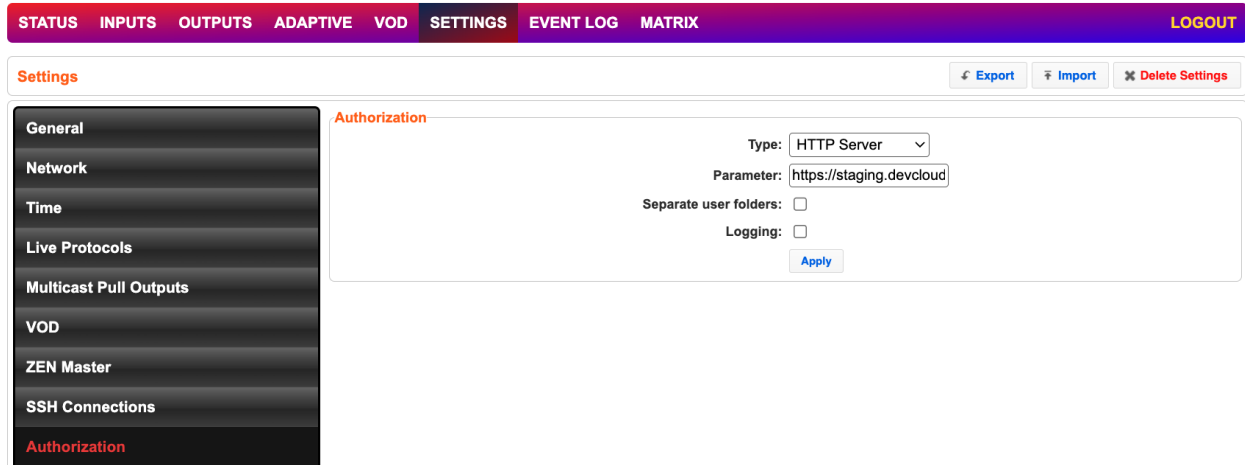 STATUS INPUTS OUTPUTS ADAPTIVE VOD SETTINGS EVENT LOG MATRIX LOGOUT
Settings Export Import Delete Settings
General
Network
Time
Live Protocols
Multicast Pull Outputs
VOD
ZEN Master
SSH Connections
Authorization
Authorization
Type: HTTP Server
Parameter: https://staging.devcloud
Separate user folders:
Logging:
Apply